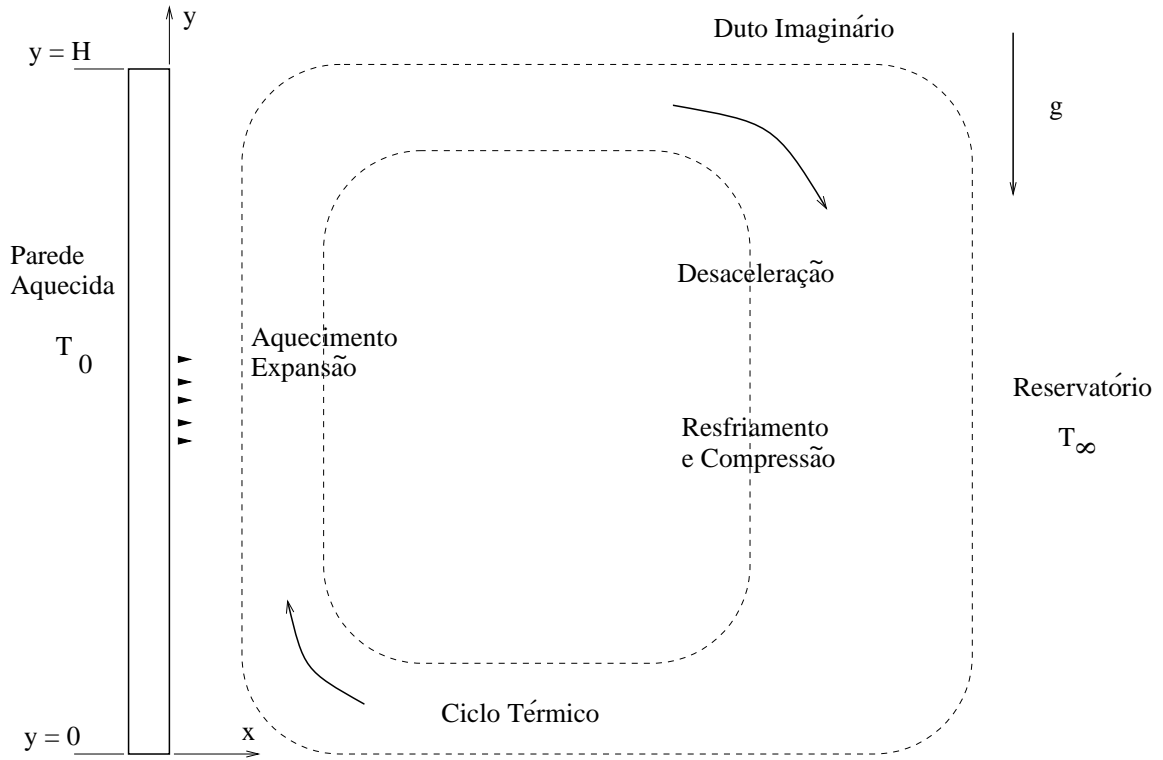 y
Duto Imaginário
y = H
g
Desaceleração
Parede
Aquecida
T 0
Aquecimento
Expansão
Reservatório
T∞
Resfriamento
e Compressão
Ciclo Térmico
y = 0
x